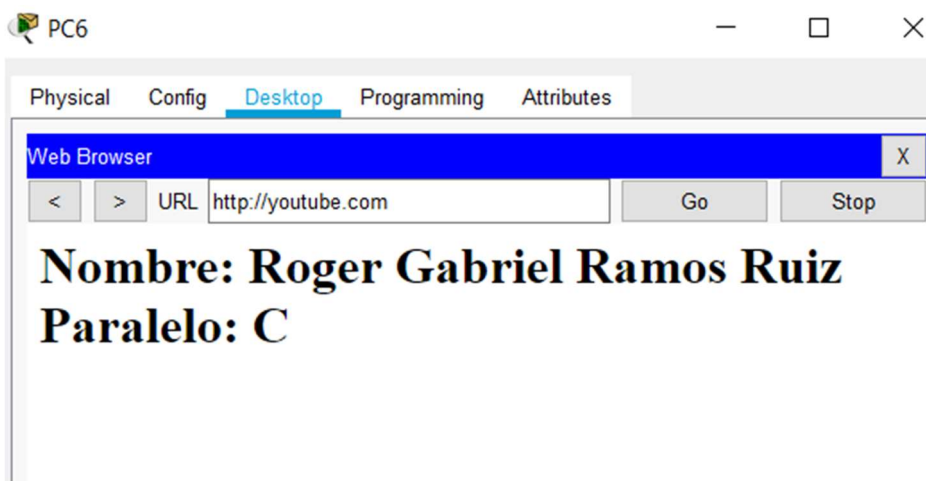 PC6
Physical Config Desktop Programming Attributes
Web Browser X
< > URL http://youtube.com Go Stop
Nombre: Roger Gabriel Ramos Ruiz
Paralelo: C